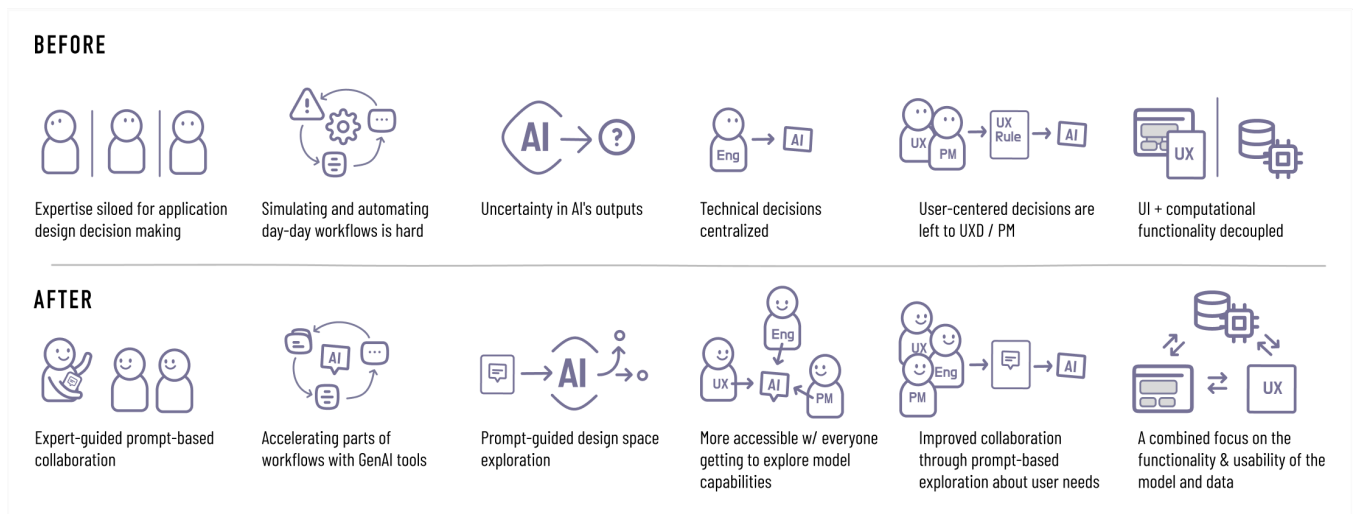 BEFORE
AI
?
Eng
AI
UX
PM
UX
Rule
AI
UX
Expertise siloed for application
design decision making
Simulating and automating
day-day workflows is hard
Uncertainty in AI's outputs
Technical decisions
centralized
User-centered decisions are
left to UXD / PM
UI + computational
functionality decoupled
AFTER
AI
AI
Eng
UX
AI
PM
UX
Eng
PM
AI
UX
Expert-guided prompt-based
collaboration
Accelerating parts of
workflows with GenAI tools
Prompt-guided design space
exploration
More accessible w/ everyone
getting to explore model
capabilities
Improved collaboration
through prompt-based
exploration about user needs
A combined focus on the
functionality & usability of the
model and data